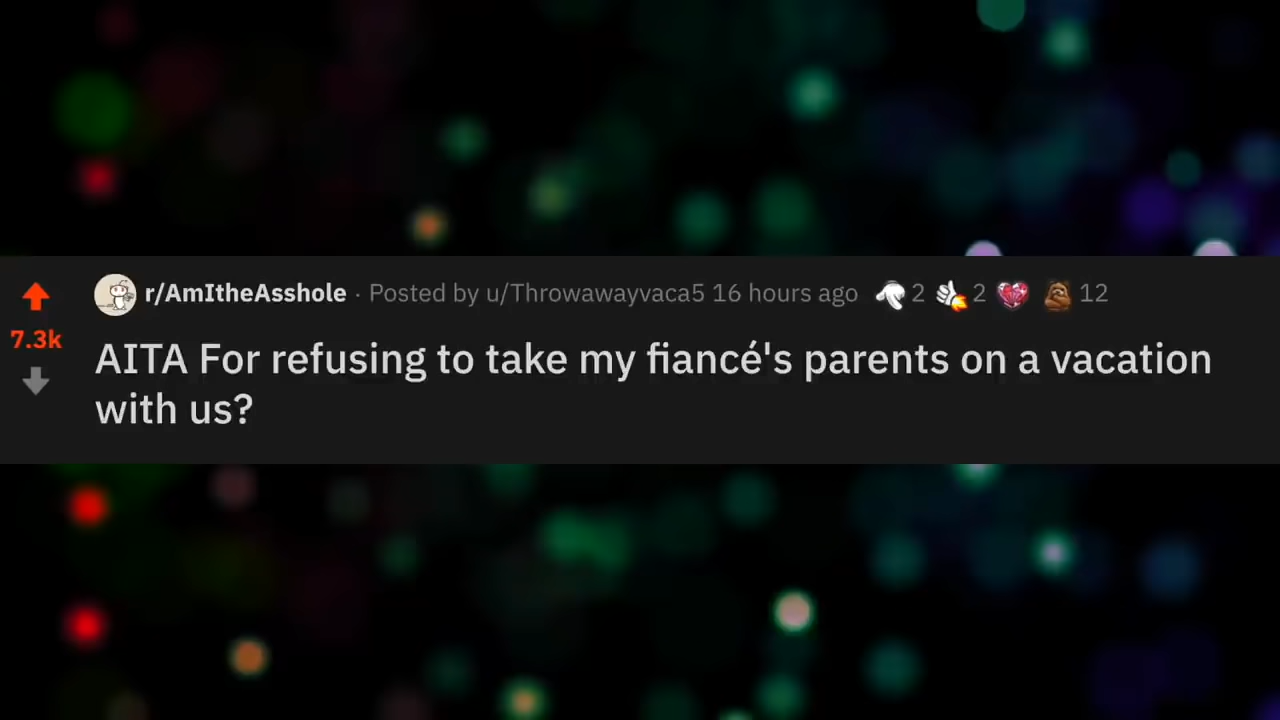 r/AmItheAsshole · Posted by u/Throwawayvaca5 16 hours ago 2 2 12
7.3k
AITA For refusing to take my fiancé's parents on a vacation
with us?